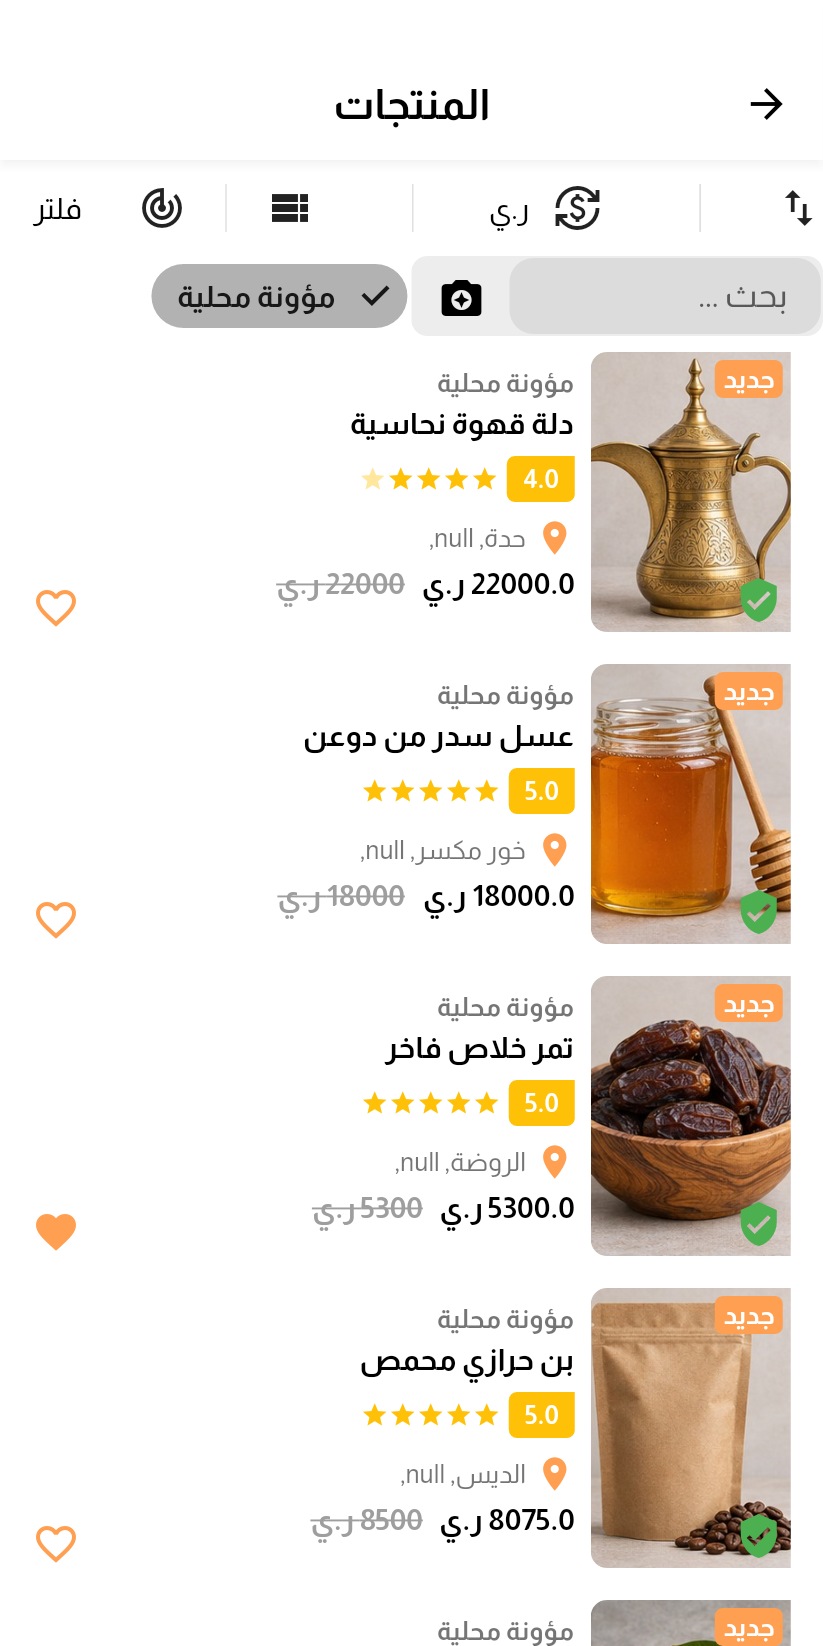 المنتجات
ر.ي
فلتر
بحث ...
مؤونة محلية
جديد
مؤونة محلية
دلة قهوة نحاسية
4.0
حدة, null,
22000.0 ر.ي 22000 ر.ي
جديد
مؤونة محلية
عسل سدر من دوعن
5.0
خور مكسر, null,
18000.0 ر.ي 18000 ر.ي
جديد
مؤونة محلية
تمر خلاص فاخر
5.0
الروضة, null,
5300.0 ر.ي 5300 ر.ي
جديد
مؤونة محلية
بن حرازي محمص
5.0
الديس, null,
8075.0 ر.ي 8500 ر.ي
جديد
مؤونة محلية